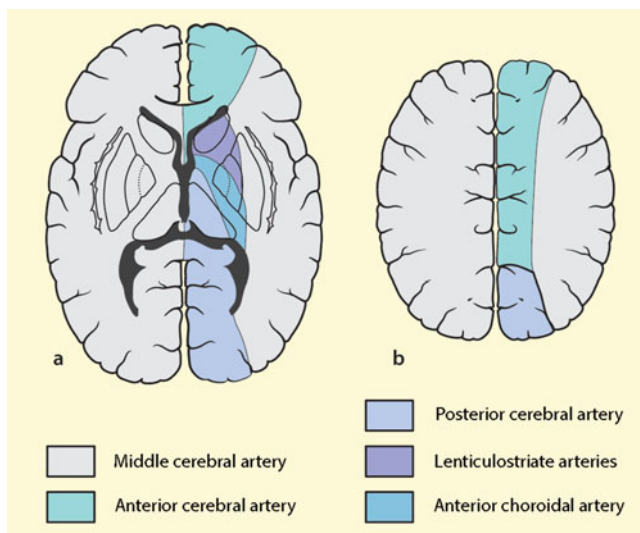 a
b
Posterior cerebral artery
Middle cerebral artery
Lenticulostriate arteries
Anterior cerebral artery
Anterior choroidal artery